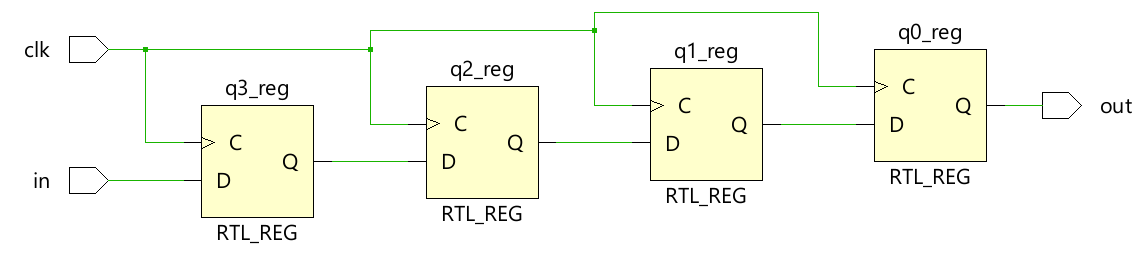 clk
in
q3_reg
C
D
Q
RTL_REG
q2_reg
C
D
Q
RTL_REG
q1_reg
C
D
Q
RTL_REG
q0_reg
C
D
Q
RTL_REG
out